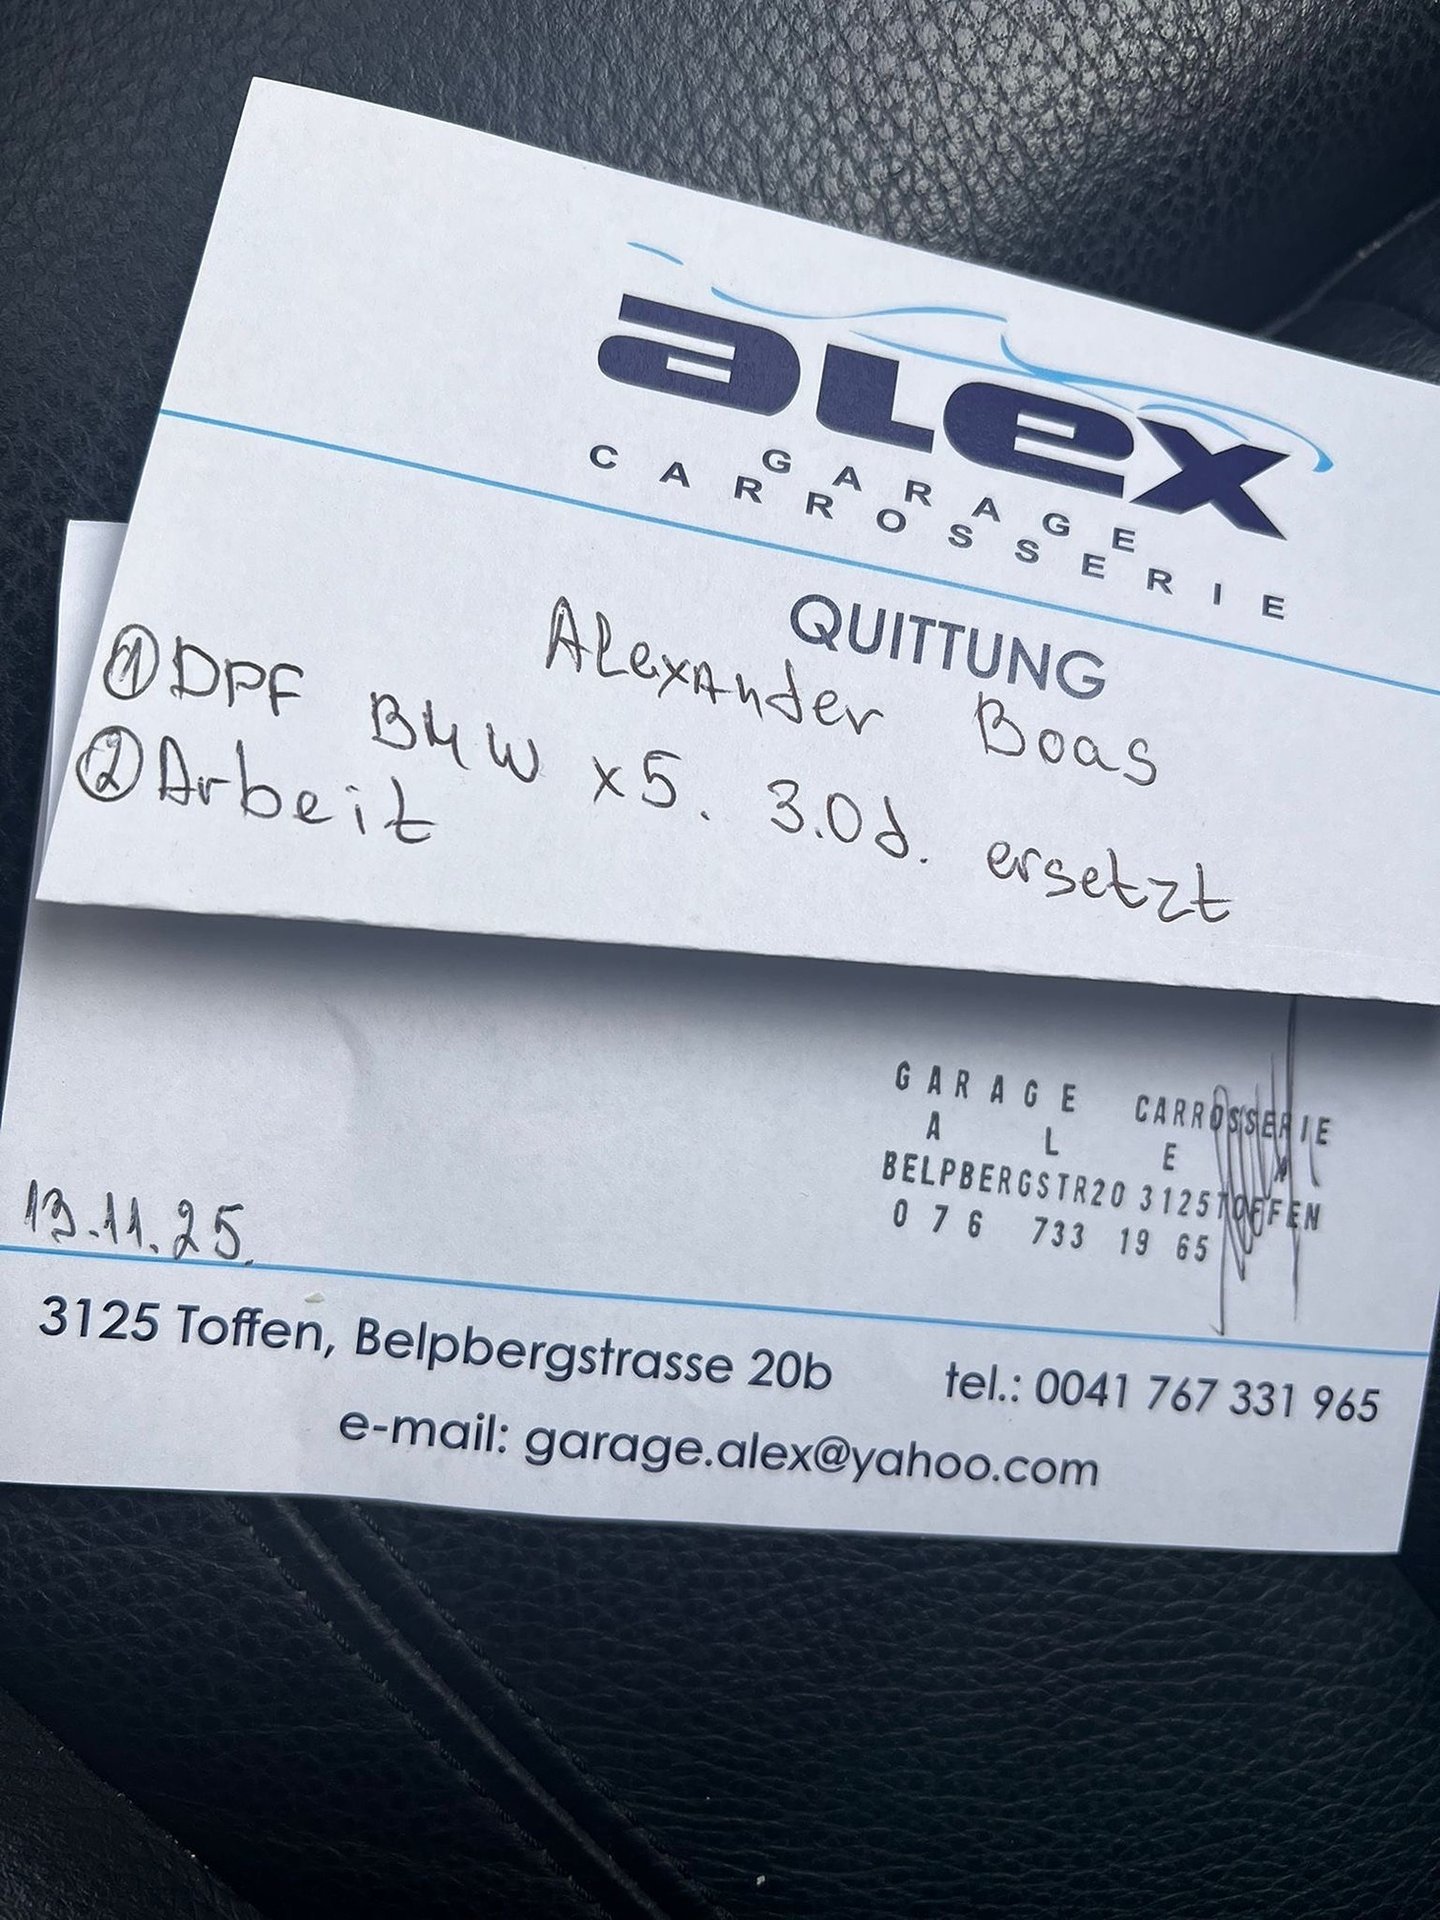 alex
GARAGE
CARROSSERIE
QUITTUNG
Alexander Boas
① DPF BMW x5. 3.0d. ersetzt
② Arbeit
GARAGE CARROSSERIE
ALEX
BELPBERGSTR20 3125TOFFEN
076 733 19 65
13.11.25.
3125 Toffen, Belpbergstrasse 20b tel.: 0041 767 331 965
e-mail: garage.alex@yahoo.com